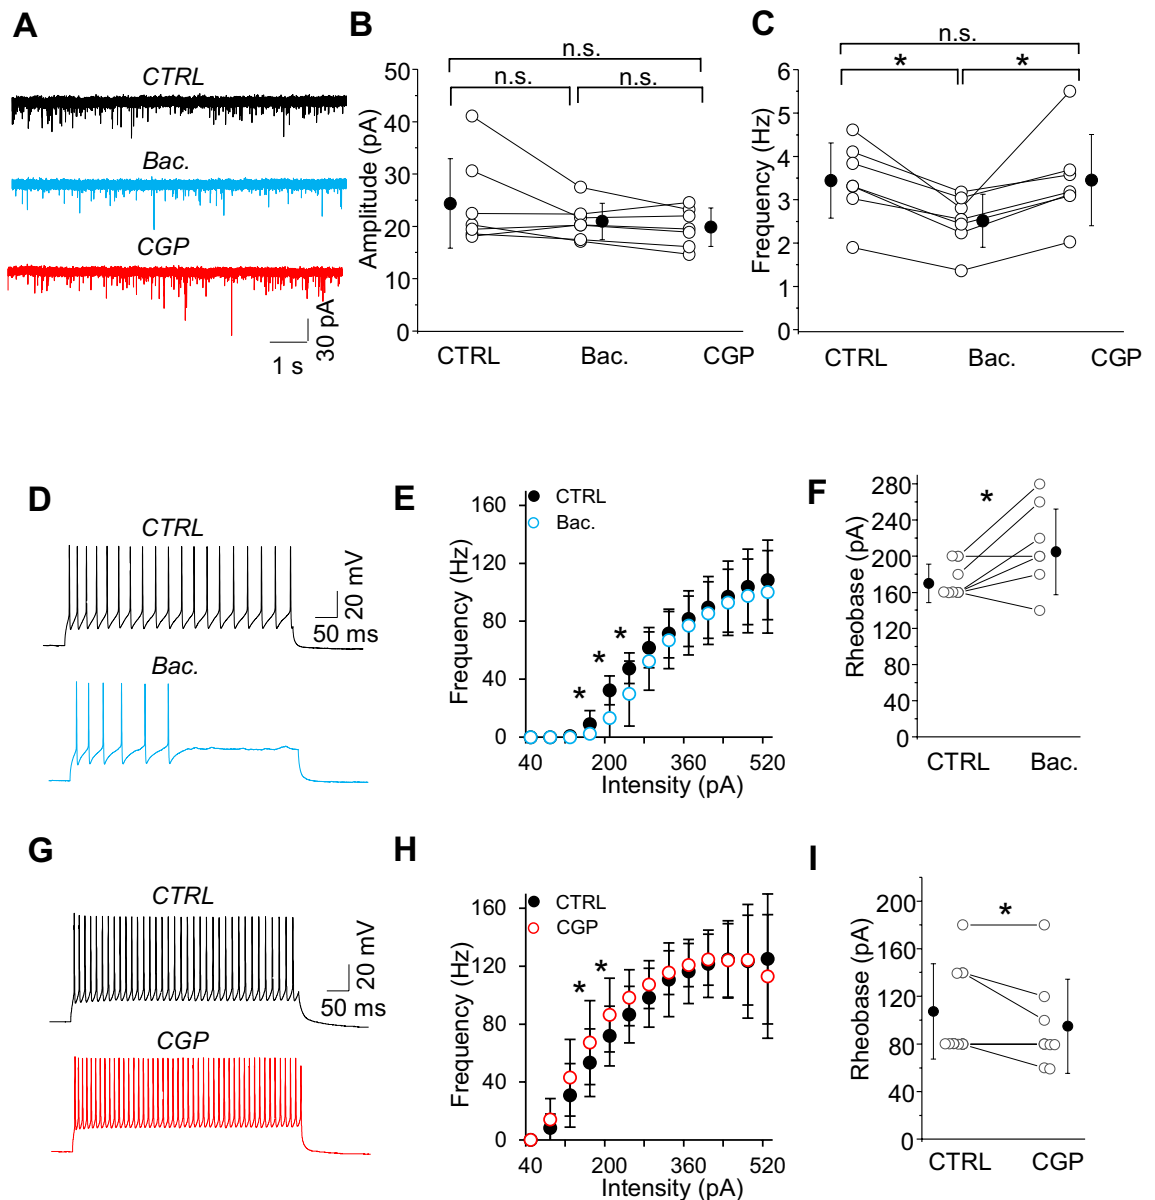 A
CTRL
Bac.
CGP
30 pA
1 s
B
n.s.
n.s. n.s.
Amplitude (pA)
50
40
30
20
10
0
CTRL Bac. CGP
C
n.s.
* *
Frequency (Hz)
6
5
4
3
2
1
0
CTRL Bac. CGP
D
CTRL
20 mV
50 ms
Bac.
E
CTRL
Bac.
Frequency (Hz)
160
120
80
40
0
* * *
40 200 360 520
Intensity (pA)
F
*
Rheobase (pA)
280
240
200
160
120
80
40
0
CTRL Bac.
G
CTRL
20 mV
50 ms
CGP
H
CTRL
CGP
Frequency (Hz)
160
120
80
40
0
* *
40 200 360 520
Intensity (pA)
I
*
Rheobase (pA)
200
160
120
80
40
0
CTRL CGP